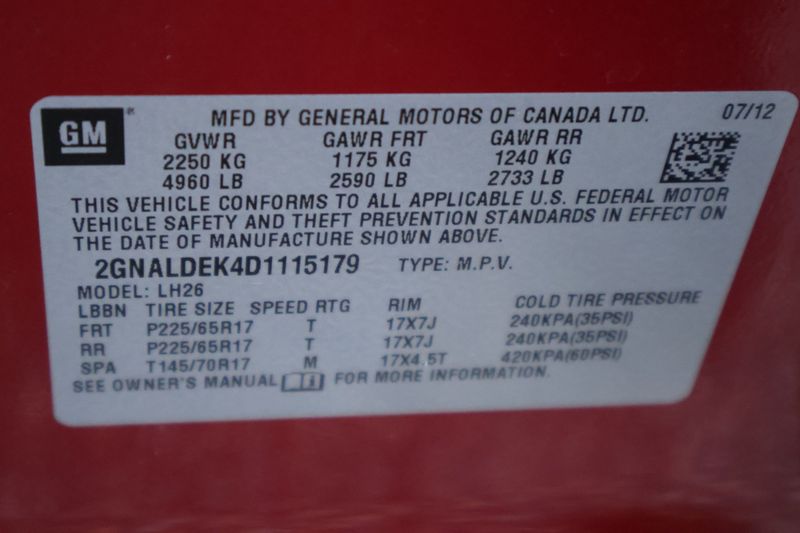 GM
MFD BY GENERAL MOTORS OF CANADA LTD. 07/12
GVWR GAWR FRT GAWR RR
2250 KG 1175 KG 1240 KG
4960 LB 2590 LB 2733 LB
THIS VEHICLE CONFORMS TO ALL APPLICABLE U.S. FEDERAL MOTOR
VEHICLE SAFETY AND THEFT PREVENTION STANDARDS IN EFFECT ON
THE DATE OF MANUFACTURE SHOWN ABOVE.
2GNALDEK4D1115179 TYPE: M.P.V.
MODEL: LH26
LBBN TIRE SIZE SPEED RTG RIM COLD TIRE PRESSURE
FRT P225/65R17 T 17X7J 240KPA(35PSI)
RR P225/65R17 T 17X7J 240KPA(35PSI)
SPA T145/70R17 M 17X4.5T 420KPA(60PSI)
SEE OWNER'S MANUAL FOR MORE INFORMATION.